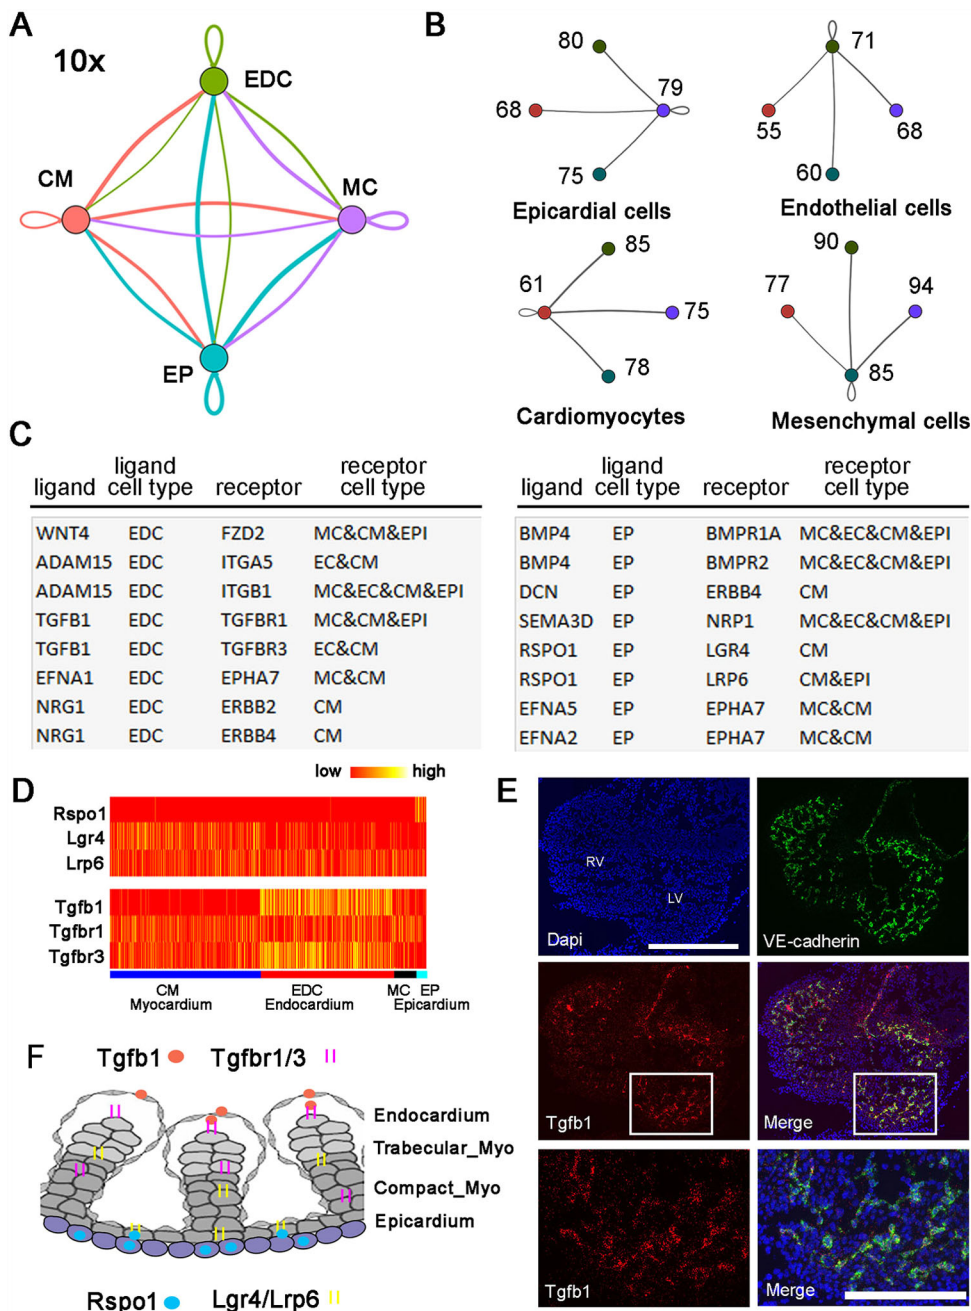 A
10x
EDC
CM
MC
EP
B
80
79
68
75
Epicardial cells
71
55
68
60
Endothelial cells
85
61
75
78
Cardiomyocytes
90
77
94
85
Mesenchymal cells
C
ligand ligand cell type receptor receptor cell type
WNT4 EDC FZD2 MC&CM&EPI
ADAM15 EDC ITGA5 EC&CM
ADAM15 EDC ITGB1 MC&EC&CM&EPI
TGFB1 EDC TGFBR1 MC&CM&EPI
TGFB1 EDC TGFBR3 EC&CM
EFNA1 EDC EPHA7 MC&CM
NRG1 EDC ERBB2 CM
NRG1 EDC ERBB4 CM
ligand ligand cell type receptor receptor cell type
BMP4 EP BMPR1A MC&EC&CM&EPI
BMP4 EP BMPR2 MC&EC&CM&EPI
DCN EP ERBB4 CM
SEMA3D EP NRP1 MC&EC&CM&EPI
RSPO1 EP LGR4 CM
RSPO1 EP LRP6 CM&EPI
EFNA5 EP EPHA7 MC&CM
EFNA2 EP EPHA7 MC&CM
D
low high
Rspo1
Lgr4
Lrp6
Tgfb1
Tgfbr1
Tgfbr3
CM EDC MC EP
Myocardium Endocardium Epicardium
E
RV
LV
Dapi
VE-cadherin
Tgfb1
Merge
Tgfb1
Merge
F
Tgfb1 Tgfbr1/3
Endocardium
Trabecular_Myo
Compact_Myo
Epicardium
Rspo1 Lgr4/Lrp6